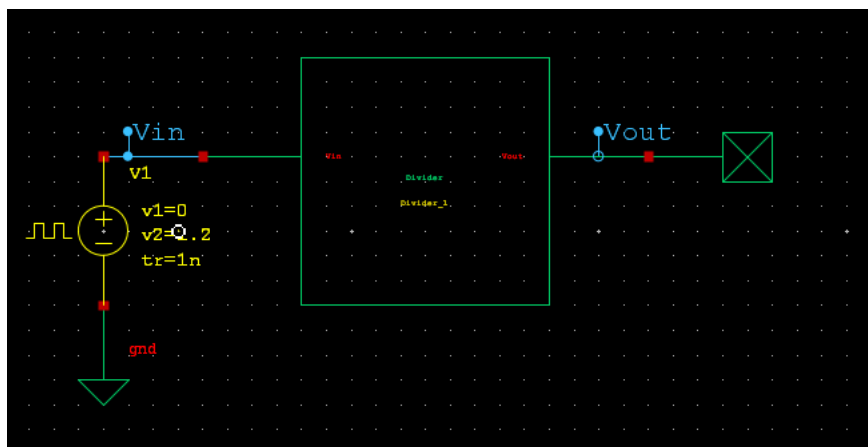 Vin
Vout
Vin
Vout
v1
Divider
Divider_1
v1=0
tr=1n
gnd